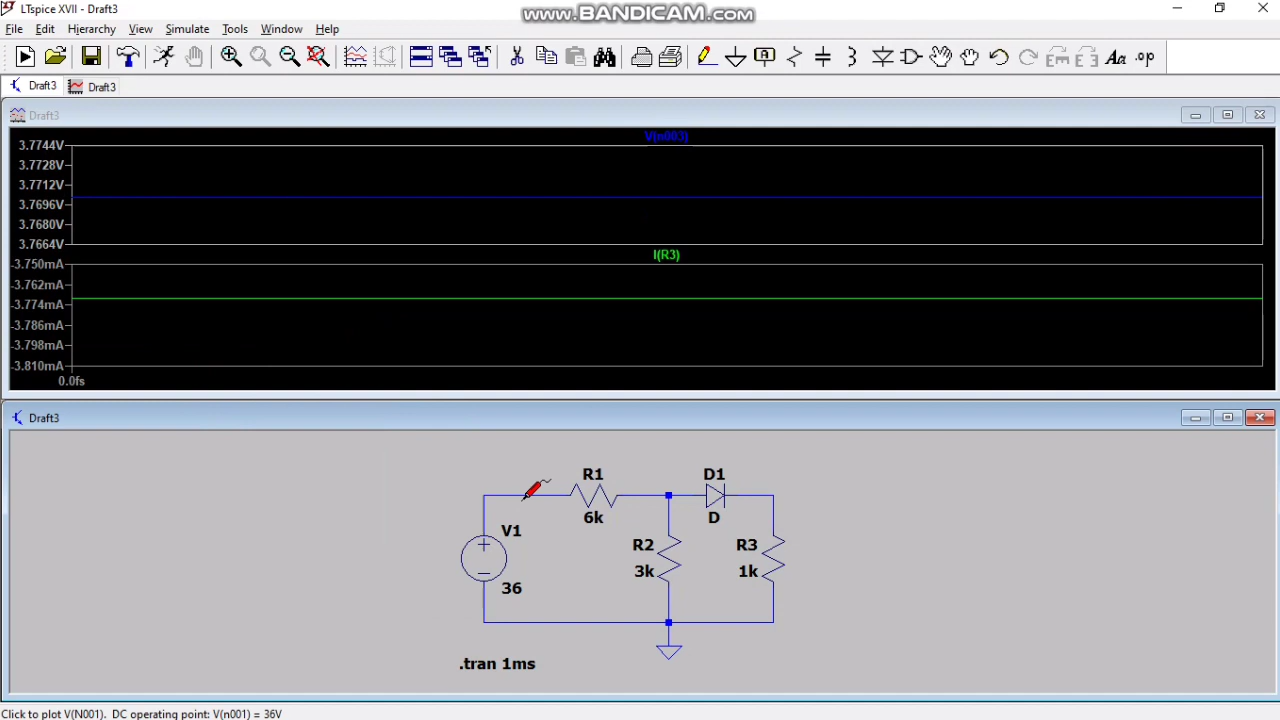 LTspice XVII - Draft3
www.BANDICAM.com
File Edit Hierarchy View Simulate Tools Window Help
Aa .op
Draft3 Draft3
Draft3
V(n003)
3.7744V
3.7728V
3.7712V
3.7696V
3.7680V
3.7664V
I(R3)
-3.750mA
-3.762mA
-3.774mA
-3.786mA
-3.798mA
-3.810mA
0.0fs
Draft3
R1 D1
6k D
V1 R2 R3
3k 1k
36
.tran 1ms
Click to plot V(N001). DC operating point: V(n001) = 36V